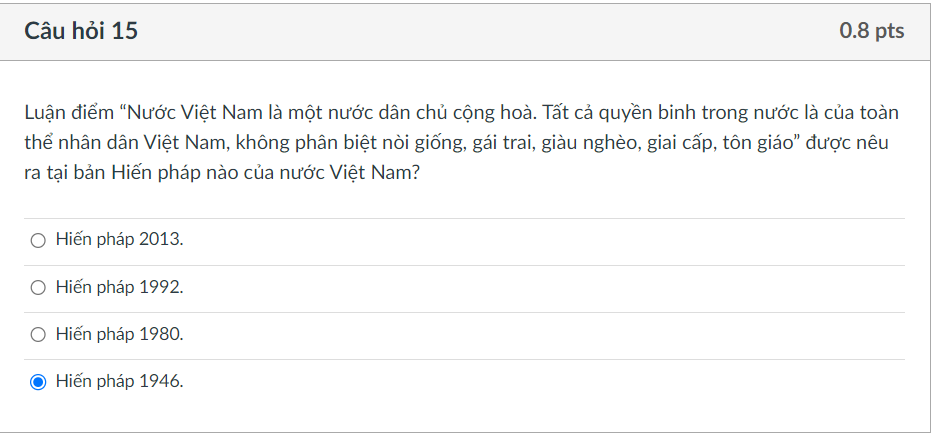 Câu hỏi 15
0.8 pts
Luận điểm “Nước Việt Nam là một nước dân chủ cộng hoà. Tất cả quyền binh trong nước là của toàn
thể nhân dân Việt Nam, không phân biệt nòi giống, gái trai, giàu nghèo, giai cấp, tôn giáo” được nêu
ra tại bản Hiến pháp nào của nước Việt Nam?
Hiến pháp 2013.
Hiến pháp 1992.
Hiến pháp 1980.
Hiến pháp 1946.